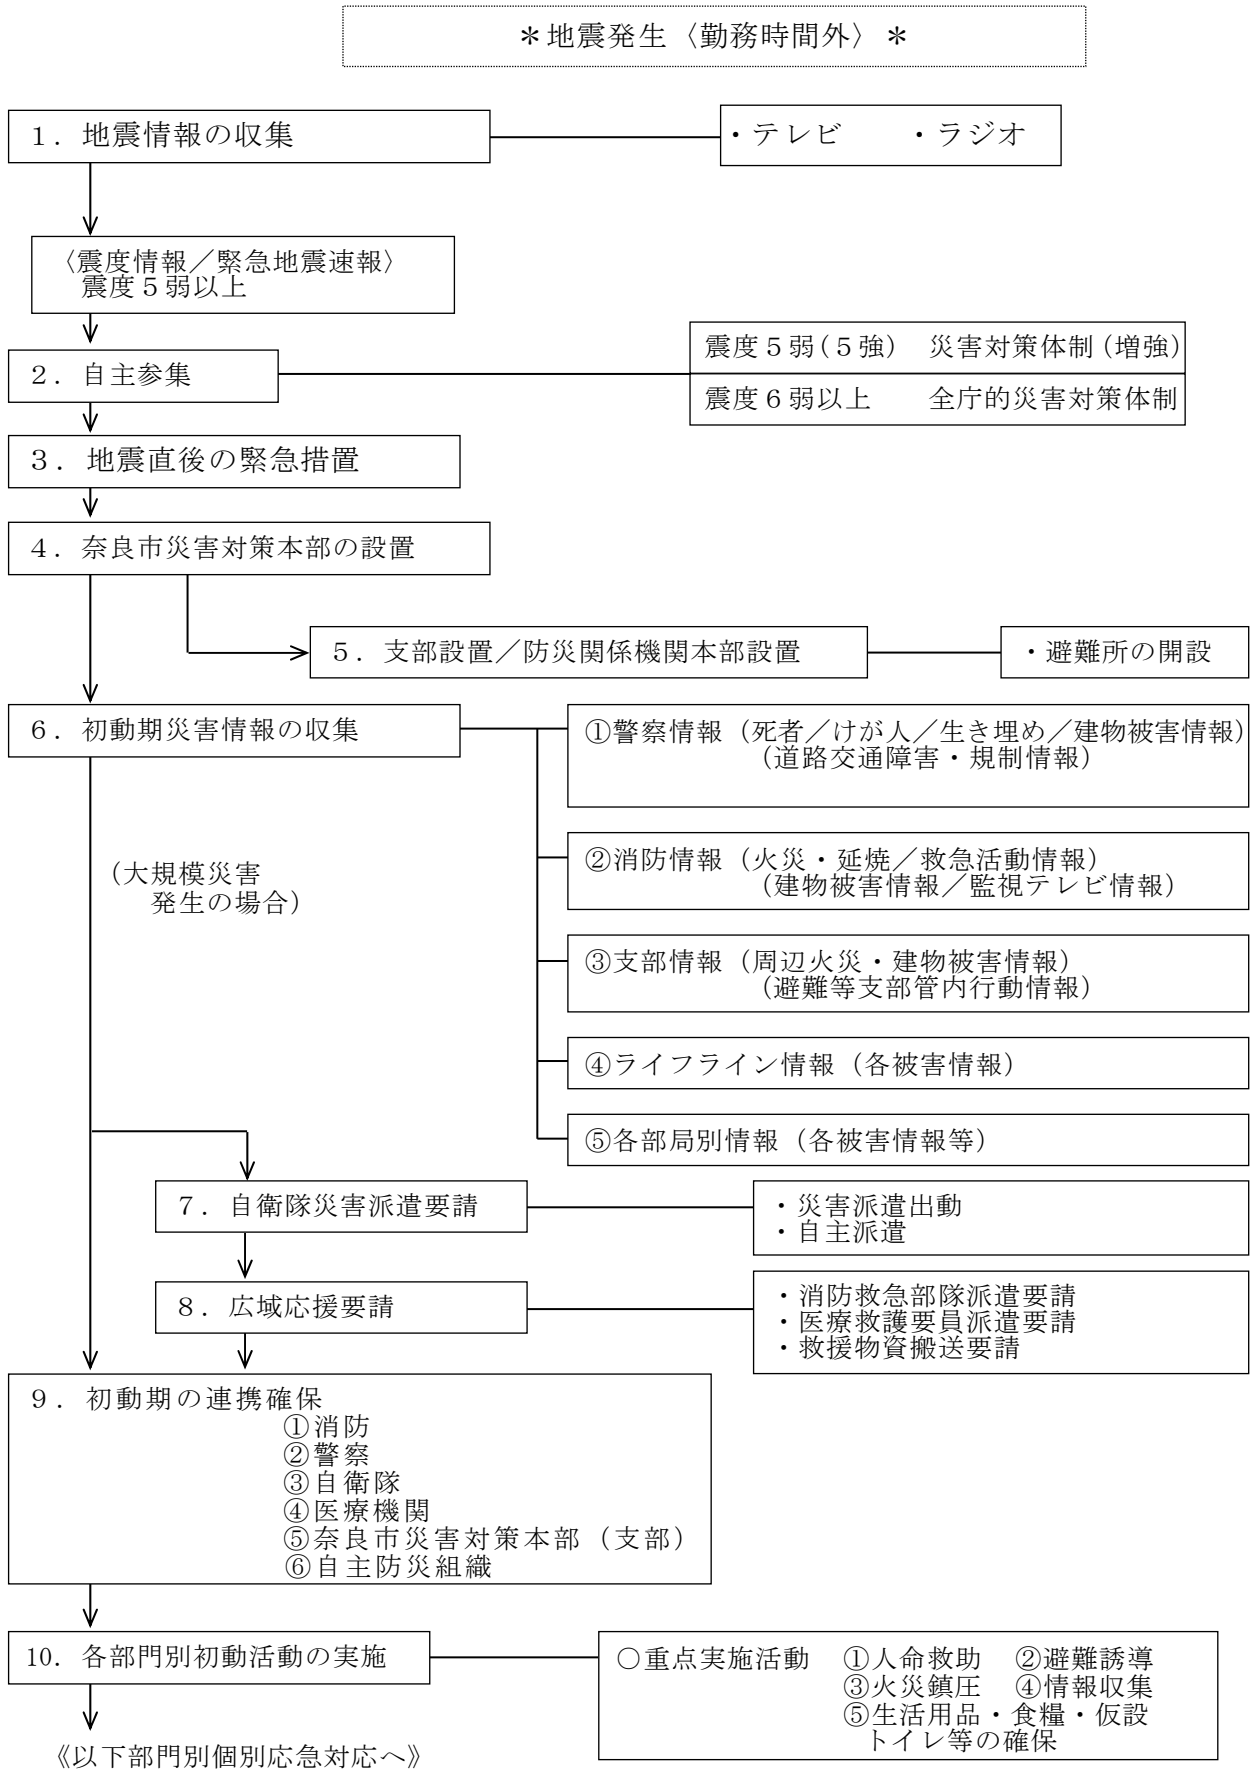 ＊地震発生〈勤務時間外〉＊
１．地震情報の収集
・テレビ　　・ラジオ
〈震度情報／緊急地震速報〉
震度５弱以上
震度５弱（５強）　災害対策体制（増強）
２．自主参集
震度６弱以上　　全庁的災害対策体制
３．地震直後の緊急措置
４．奈良市災害対策本部の設置
５．支部設置／防災関係機関本部設置
・避難所の開設
６．初動期災害情報の収集
①警察情報（死者／けが人／生き埋め／建物被害情報）
（道路交通障害・規制情報）
（大規模災害
発生の場合）
②消防情報（火災・延焼／救急活動情報）
（建物被害情報／監視テレビ情報）
③支部情報（周辺火災・建物被害情報）
（避難等支部管内行動情報）
④ライフライン情報（各被害情報）
⑤各部局別情報（各被害情報等）
７．自衛隊災害派遣要請
・災害派遣出動
・自主派遣
８．広域応援要請
・消防救急部隊派遣要請
・医療救護要員派遣要請
・救援物資搬送要請
９．初動期の連携確保
①消防
②警察
③自衛隊
④医療機関
⑤奈良市災害対策本部（支部）
⑥自主防災組織
10．各部門別初動活動の実施
○重点実施活動　①人命救助　②避難誘導
③火災鎮圧　④情報収集
⑤生活用品・食糧・仮設
トイレ等の確保
《以下部門別個別応急対応へ》